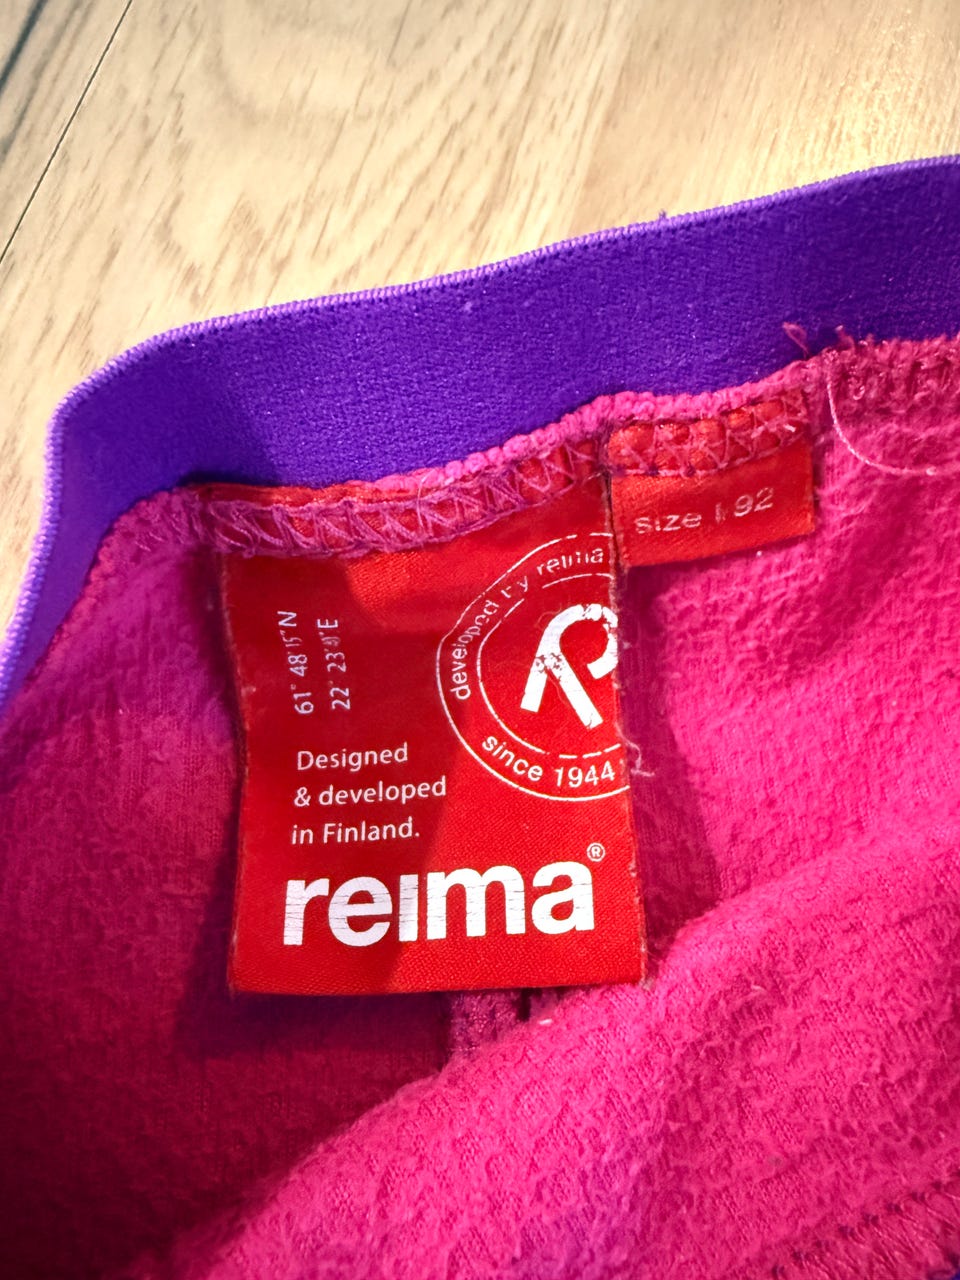 size | 92
developed by reima
since 1944
61° 48'15"N
22° 23'0"E
Designed
& developed
in Finland.
reima®